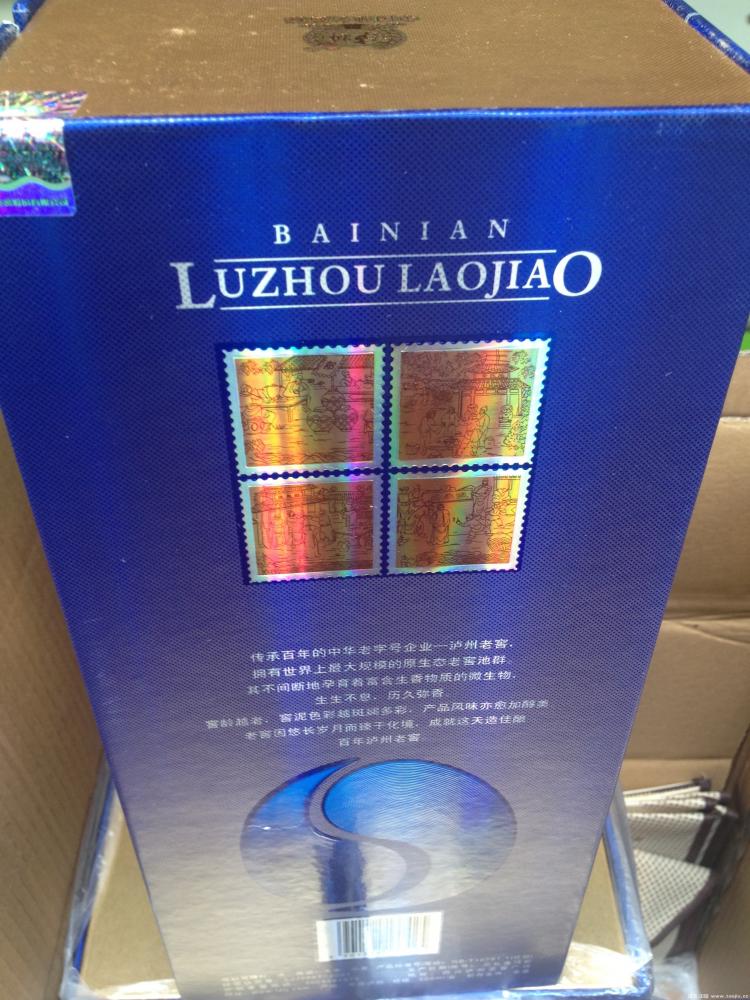 BAINIAN
LUZHOU LAOJIAO
传承百年的中华老字号企业—泸州老窖，
拥有世界上最大规模的原生态老窖池群。
其不间断地孕育着富含生香物质的微生物，
生生不息，历久弥香。
窖龄越老，窖泥色彩越斑斓多彩，产品风味亦愈加醇美
老窖因悠长岁月而臻于化境，成就这天造佳酿
百年泸州老窖。